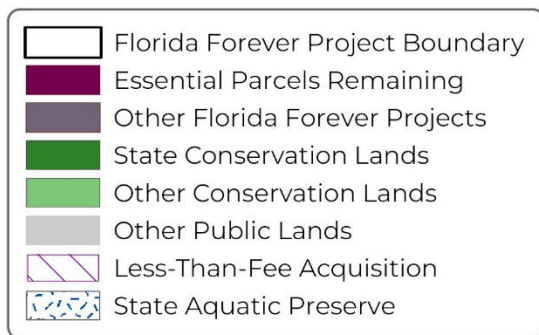 Florida Forever Project Boundary
Essential Parcels Remaining
Other Florida Forever Projects
State Conservation Lands
Other Conservation Lands
Other Public Lands
Less-Than-Fee Acquisition
State Aquatic Preserve